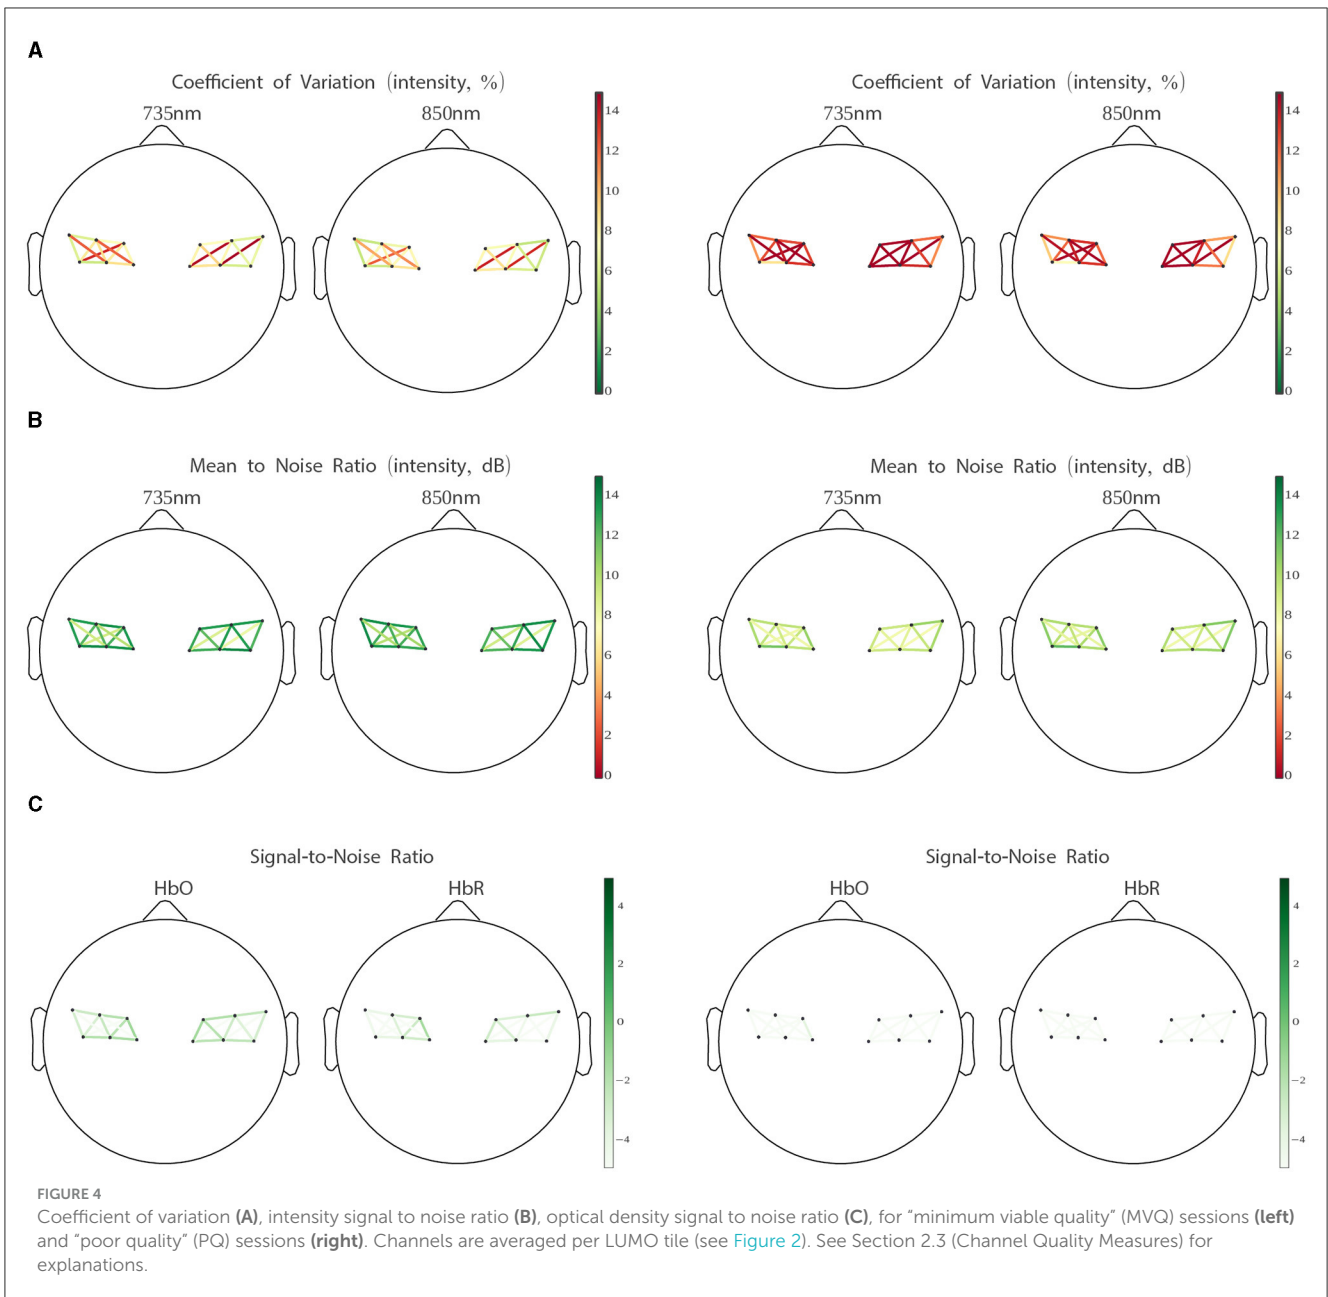 A
Coefficient of Variation (intensity, %)
735nm
850nm
14
12
10
8
6
4
2
0
Coefficient of Variation (intensity, %)
735nm
850nm
14
12
10
8
6
4
2
0
B
Mean to Noise Ratio (intensity, dB)
735nm
850nm
14
12
10
8
6
4
2
0
Mean to Noise Ratio (intensity, dB)
735nm
850nm
14
12
10
8
6
4
2
0
C
Signal-to-Noise Ratio
HbO
HbR
4
2
0
−2
−4
Signal-to-Noise Ratio
HbO
HbR
4
2
0
−2
−4
FIGURE 4
Coefficient of variation (A), intensity signal to noise ratio (B), optical density signal to noise ratio (C), for “minimum viable quality” (MVQ) sessions (left)
and “poor quality” (PQ) sessions (right). Channels are averaged per LUMO tile (see Figure 2). See Section 2.3 (Channel Quality Measures) for
explanations.